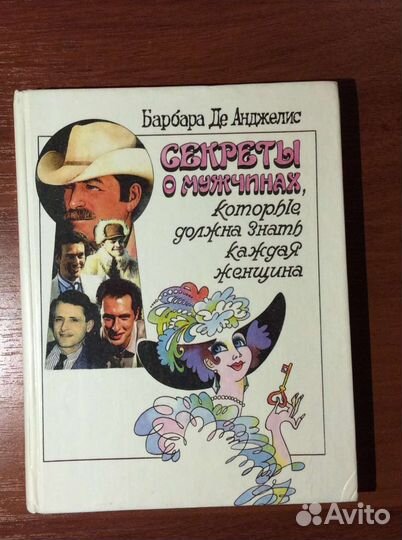 Барбара Де Анджелис
СЕКРЕТЫ
О МУЖЧИНАХ,
которые
должна знать
каждая
женщина
Avito